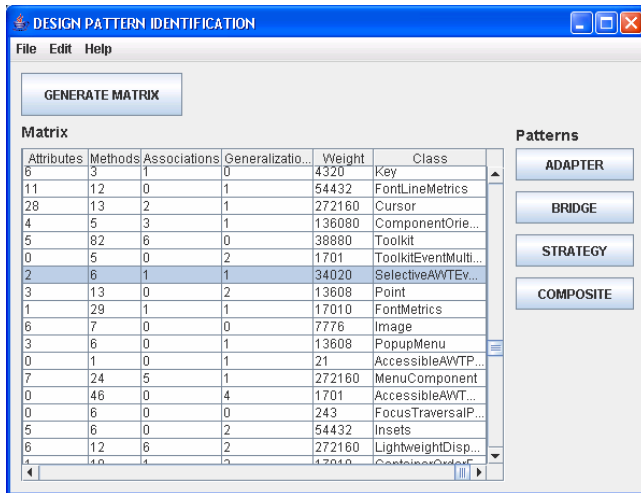 DESIGN PATTERN IDENTIFICATION
File Edit Help
GENERATE MATRIX
Matrix
Patterns
Attributes Methods Associations Generalizatio... Weight Class
6 3 1 0 4320 Key
11 12 0 1 54432 FontLineMetrics
28 13 2 1 272160 Cursor
4 5 3 1 136080 ComponentOrie...
5 82 6 0 38880 Toolkit
0 5 0 2 1701 ToolkitEventMulti...
2 6 1 1 34020 SelectiveAWTEv...
3 13 0 2 13608 Point
1 29 1 1 17010 FontMetrics
6 7 0 0 7776 Image
3 6 0 1 13608 PopupMenu
0 1 0 1 21 AccessibleAWTP...
7 24 5 1 272160 MenuComponent
0 46 0 4 1701 AccessibleAWT...
0 6 0 0 243 FocusTraversalP...
5 6 0 2 54432 Insets
6 12 6 2 272160 LightweightDisp...
ADAPTER
BRIDGE
STRATEGY
COMPOSITE